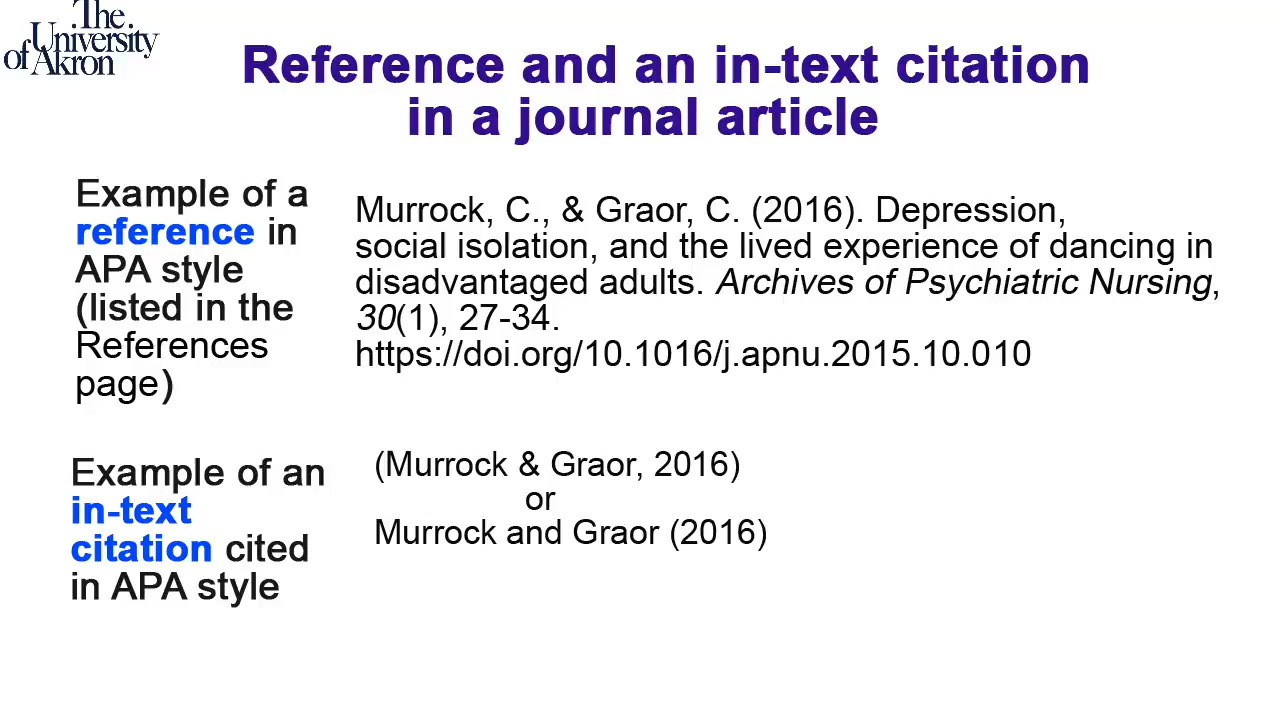 The
University
of Akron
Reference and an in-text citation
in a journal article
Example of a
reference in
APA style
(listed in the
References
page)
Murrock, C., & Graor, C. (2016). Depression,
social isolation, and the lived experience of dancing in
disadvantaged adults. Archives of Psychiatric Nursing,
30(1), 27-34.
https://doi.org/10.1016/j.apnu.2015.10.010
Example of an
in-text
citation cited
in APA style
(Murrock & Graor, 2016)
or
Murrock and Graor (2016)